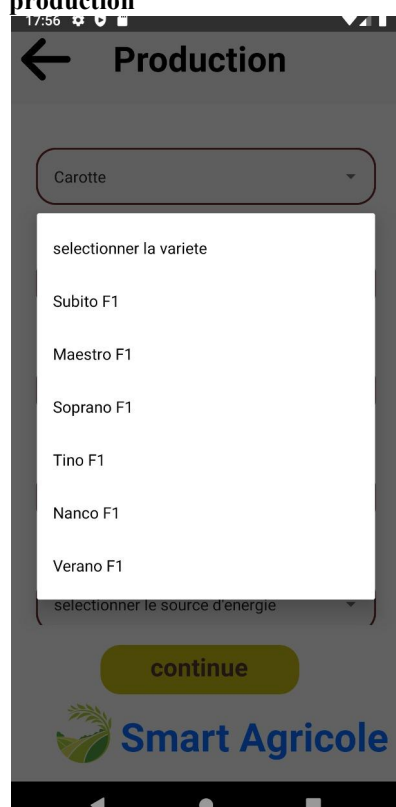 production
17:56
Production
Carotte
selectionner la variete
Subito F1
Maestro F1
Soprano F1
Tino F1
Nanco F1
Verano F1
selectionner le source d'energie
continue
Smart Agricole